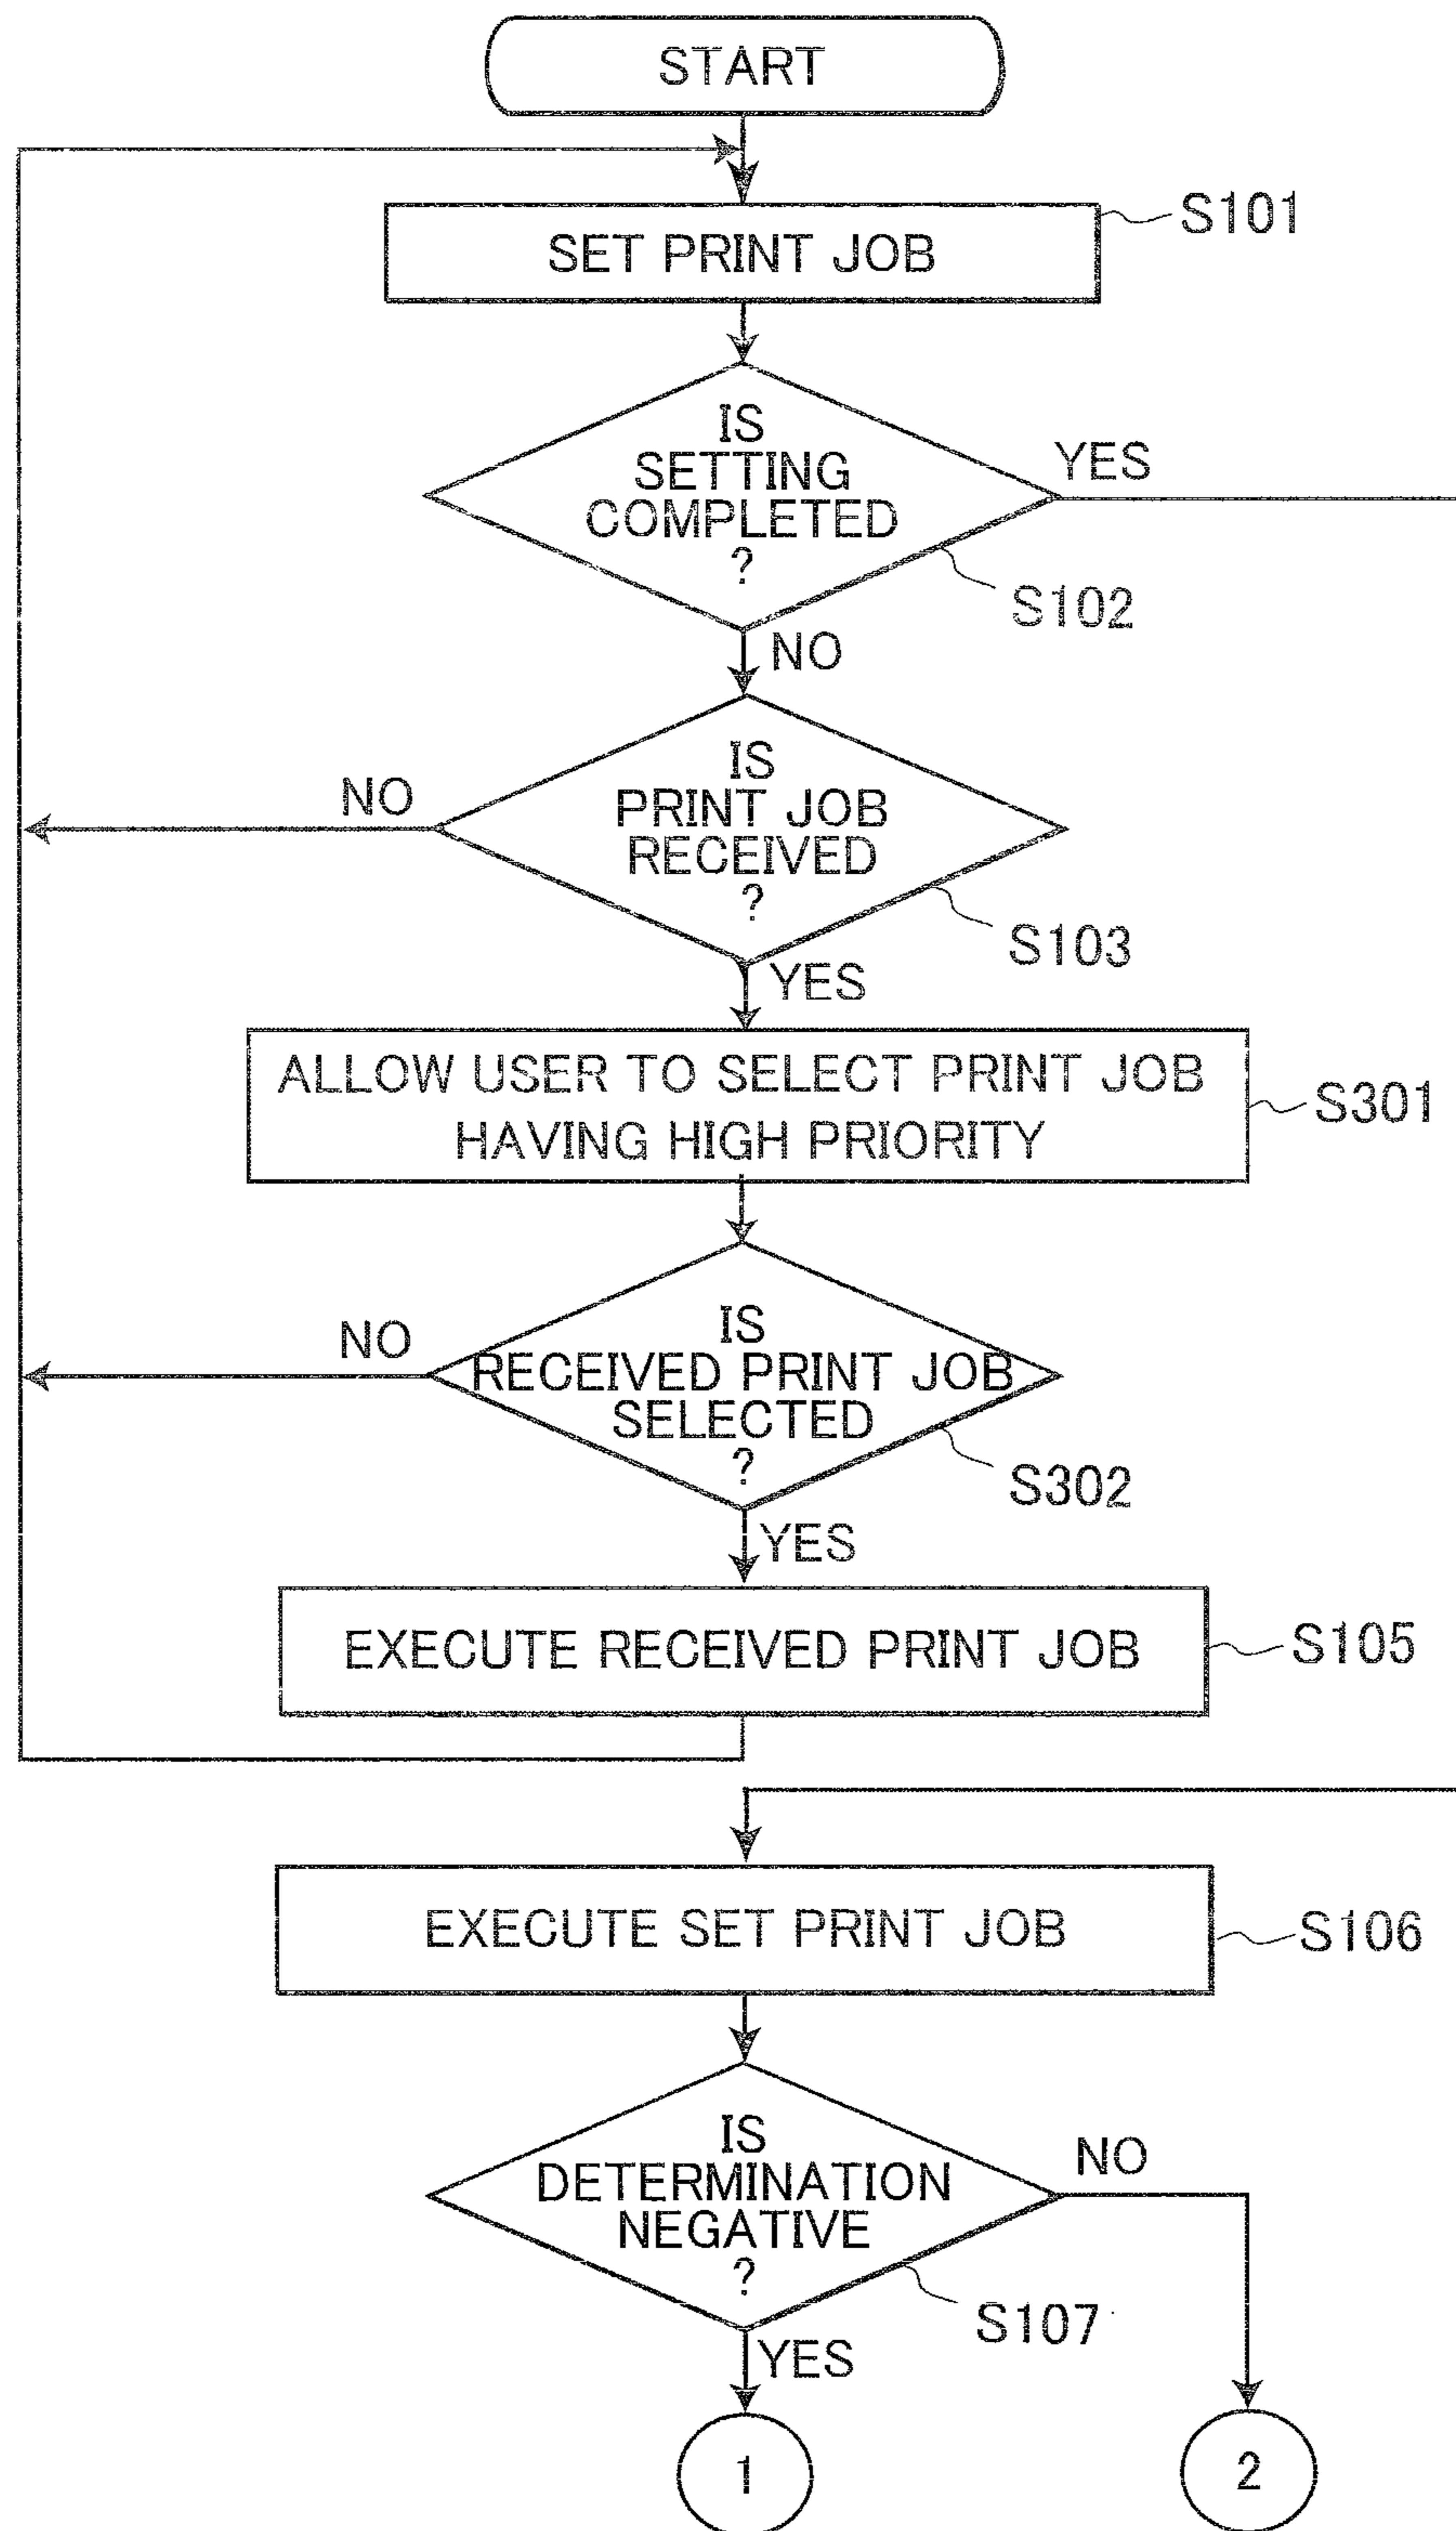 START
SET PRINT JOB
S101
IS
SETTING
COMPLETED
?
YES
S102
NO
IS
PRINT JOB
RECEIVED
?
NO
S103
YES
ALLOW USER TO SELECT PRINT JOB
HAVING HIGH PRIORITY
S301
IS
RECEIVED PRINT JOB
SELECTED
?
NO
S302
YES
EXECUTE RECEIVED PRINT JOB
S105
EXECUTE SET PRINT JOB
S106
IS
DETERMINATION
NEGATIVE
?
NO
S107
YES
1
2